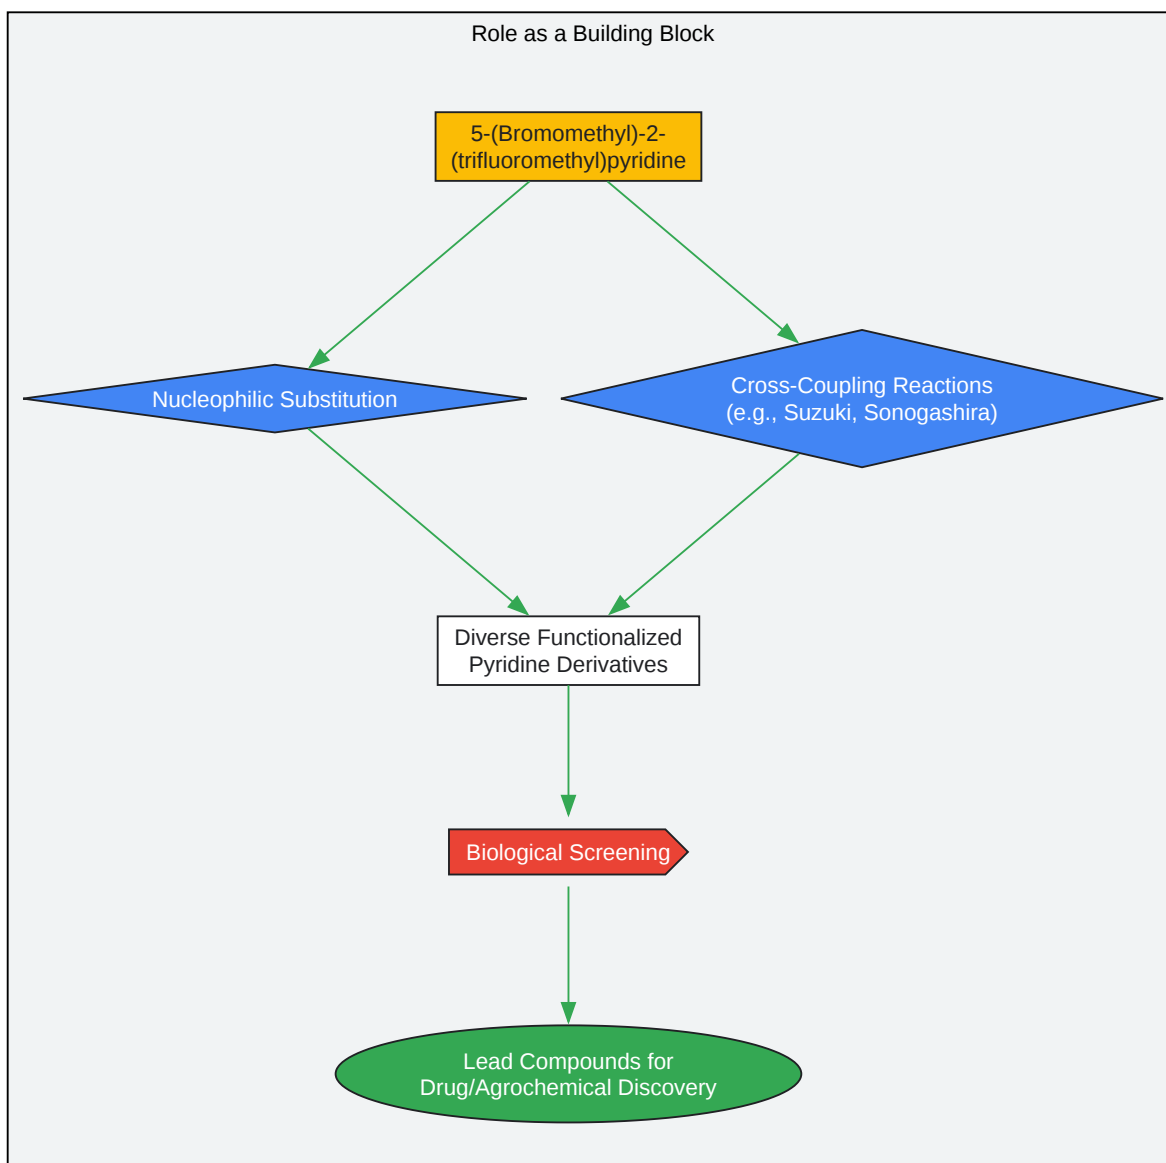 Role as a Building Block
5-(Bromomethyl)-2-
(trifluoromethyl)pyridine
Nucleophilic Substitution
Cross-Coupling Reactions
(e.g., Suzuki, Sonogashira)
Diverse Functionalized
Pyridine Derivatives
Biological Screening
Lead Compounds for
Drug/Agrochemical Discovery